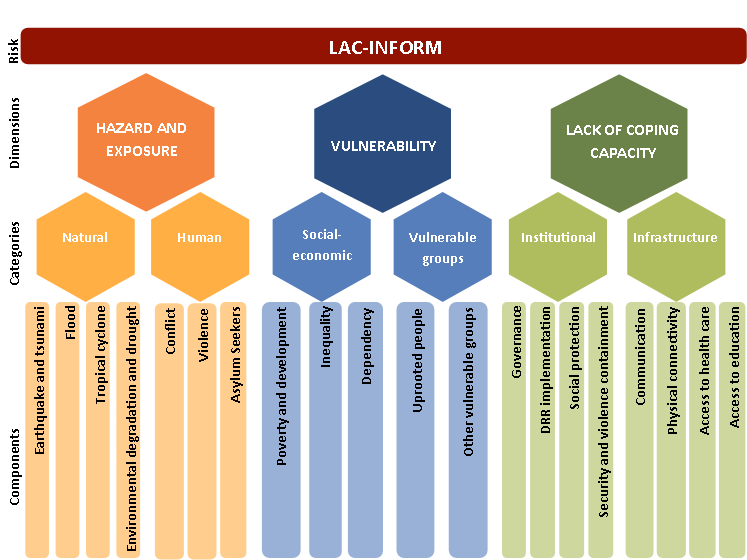 Risk
LAC-INFORM
Dimensions
HAZARD AND
EXPOSURE
VULNERABILITY
LACK OF COPING
CAPACITY
Categories
Natural
Human
Social-
economic
Vulnerable
groups
Institutional
Infrastructure
Components
Earthquake and tsunami
Flood
Tropical cyclone
Environmental degradation and drought
Conflict
Violence
Asylum Seekers
Poverty and development
Inequality
Dependency
Uprooted people
Other vulnerable groups
Governance
DRR implementation
Social protection
Security and violence containment
Communication
Physical connectivity
Access to health care
Access to education